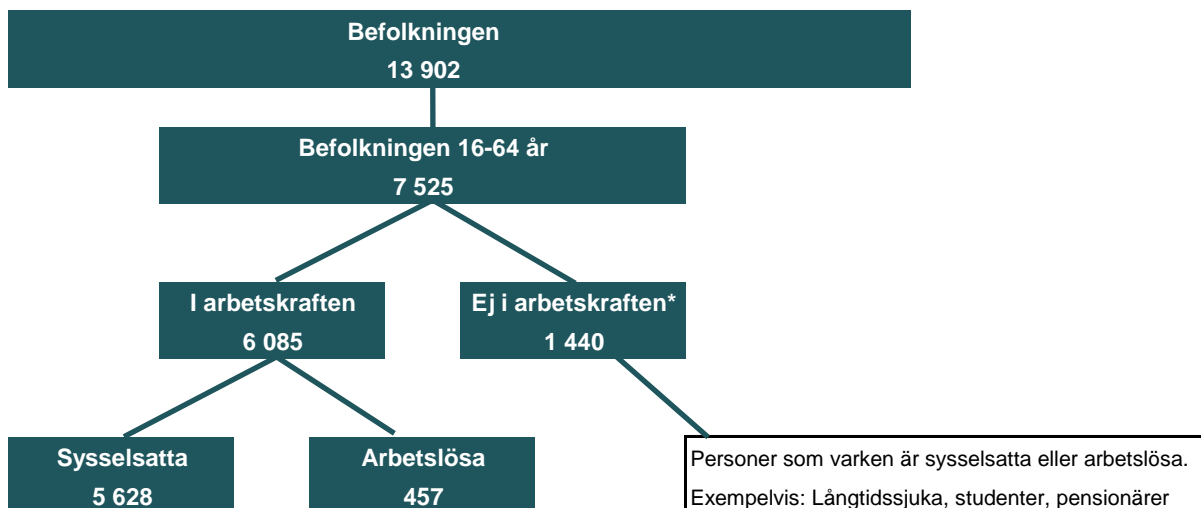 Befolkningen
13 902
Befolkningen 16-64 år
7 525
I arbetskraften
6 085
Ej i arbetskraften*
1 440
Sysselsatta
5 628
Arbetslösa
457
Personer som varken är sysselsatta eller arbetslösa.
Exempelvis: Långtidssjuka, studenter, pensionärer